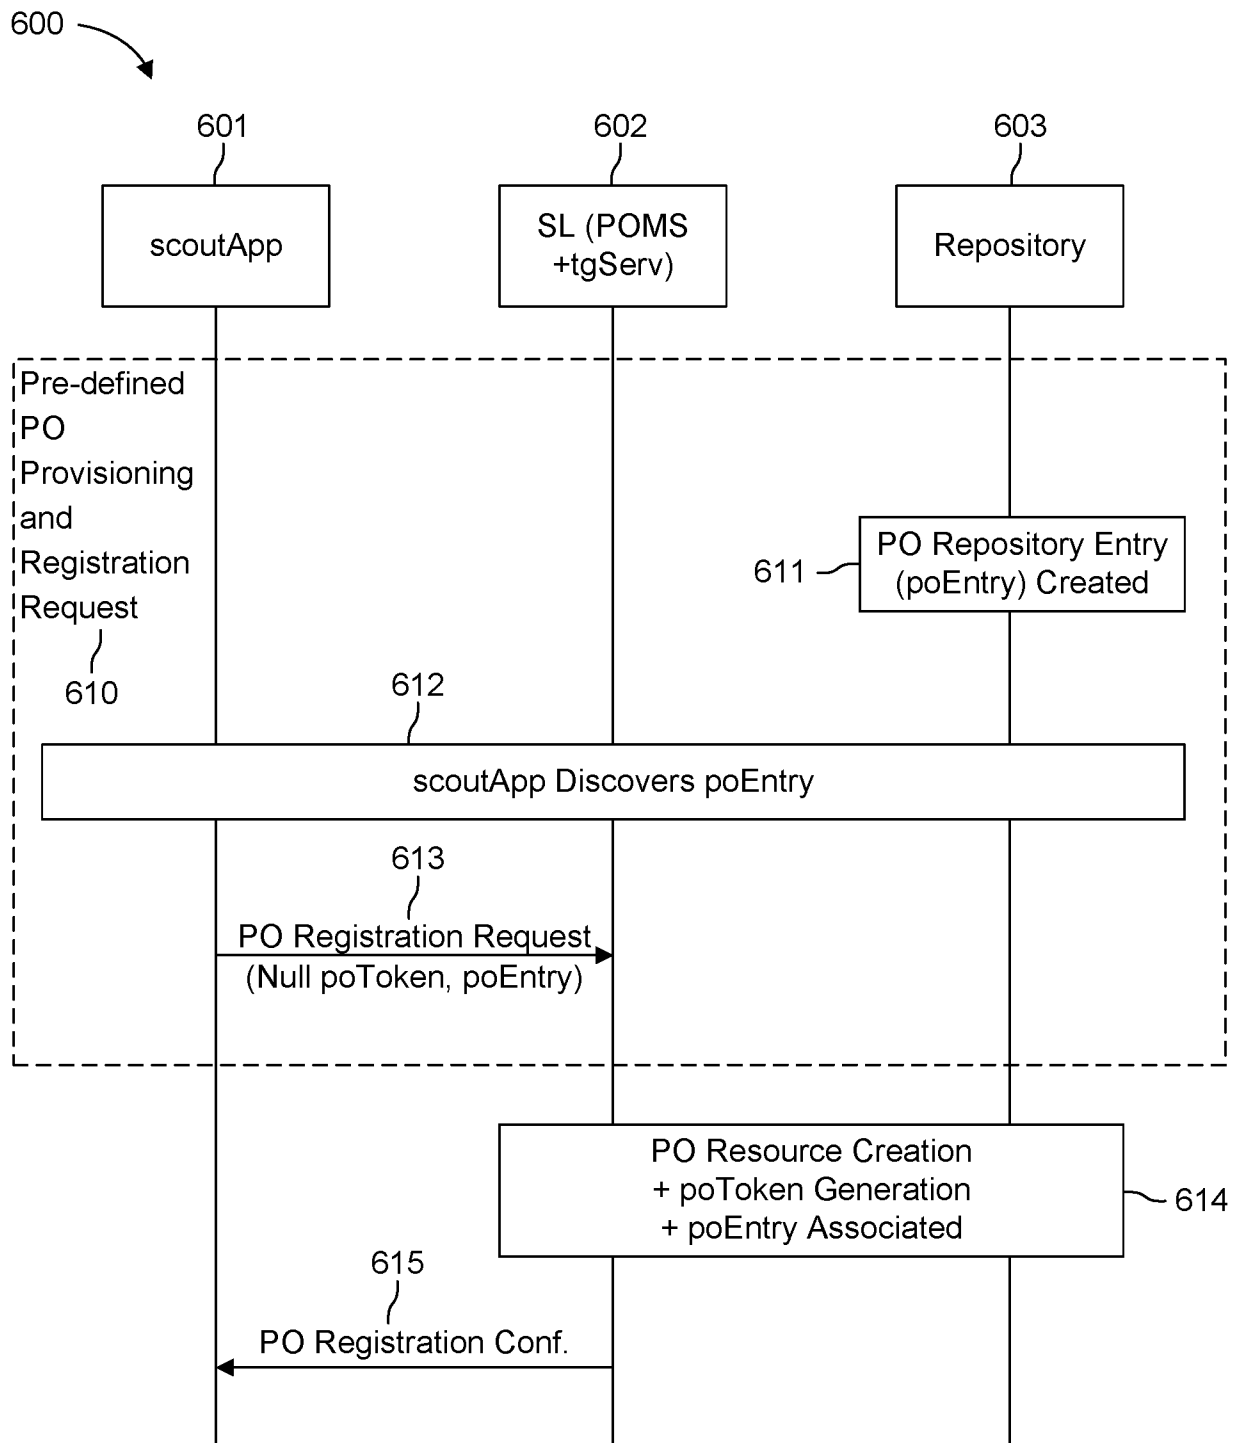 600
601
602
603
scoutApp
SL (POMS
+tgServ)
Repository
Pre-defined
PO
Provisioning
and
Registration
Request
610
611
PO Repository Entry
(poEntry) Created
612
scoutApp Discovers poEntry
613
PO Registration Request
(Null poToken, poEntry)
PO Resource Creation
+ poToken Generation
+ poEntry Associated
614
615
PO Registration Conf.